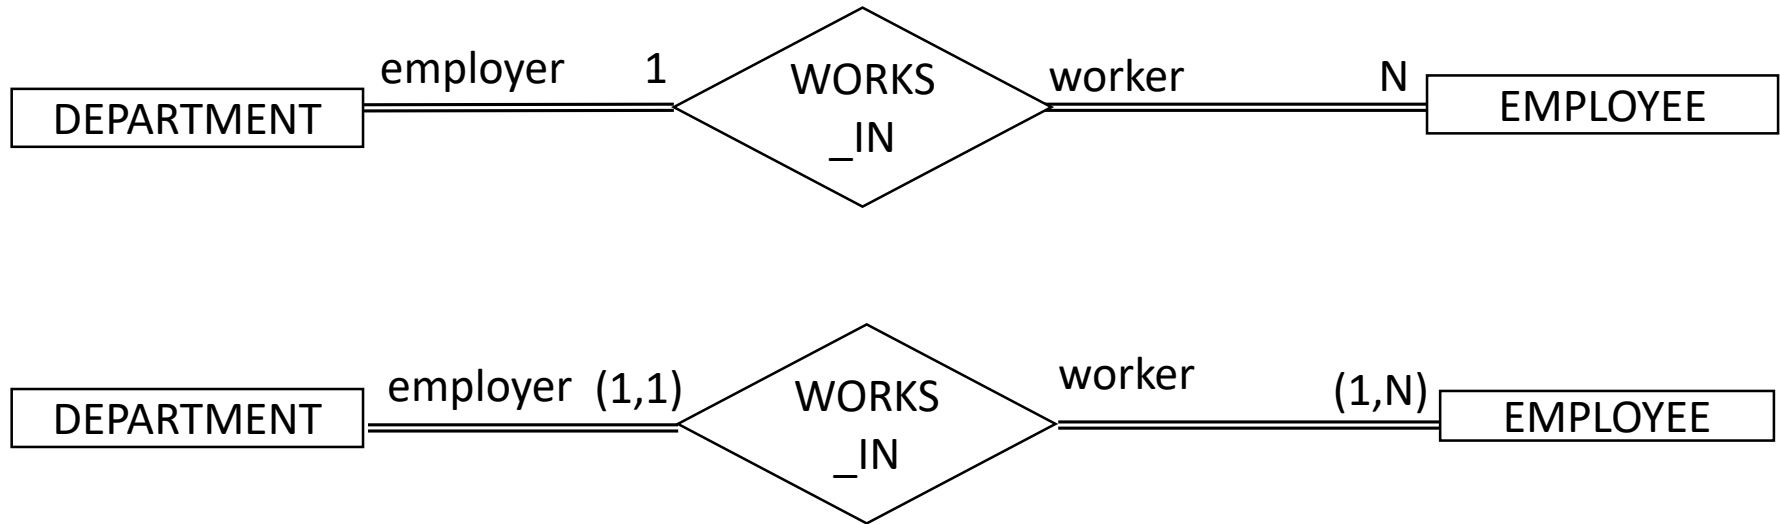 employer 1 WORKS worker N
DEPARTMENT _IN EMPLOYEE
employer (1,1) WORKS worker (1,N)
DEPARTMENT _IN EMPLOYEE